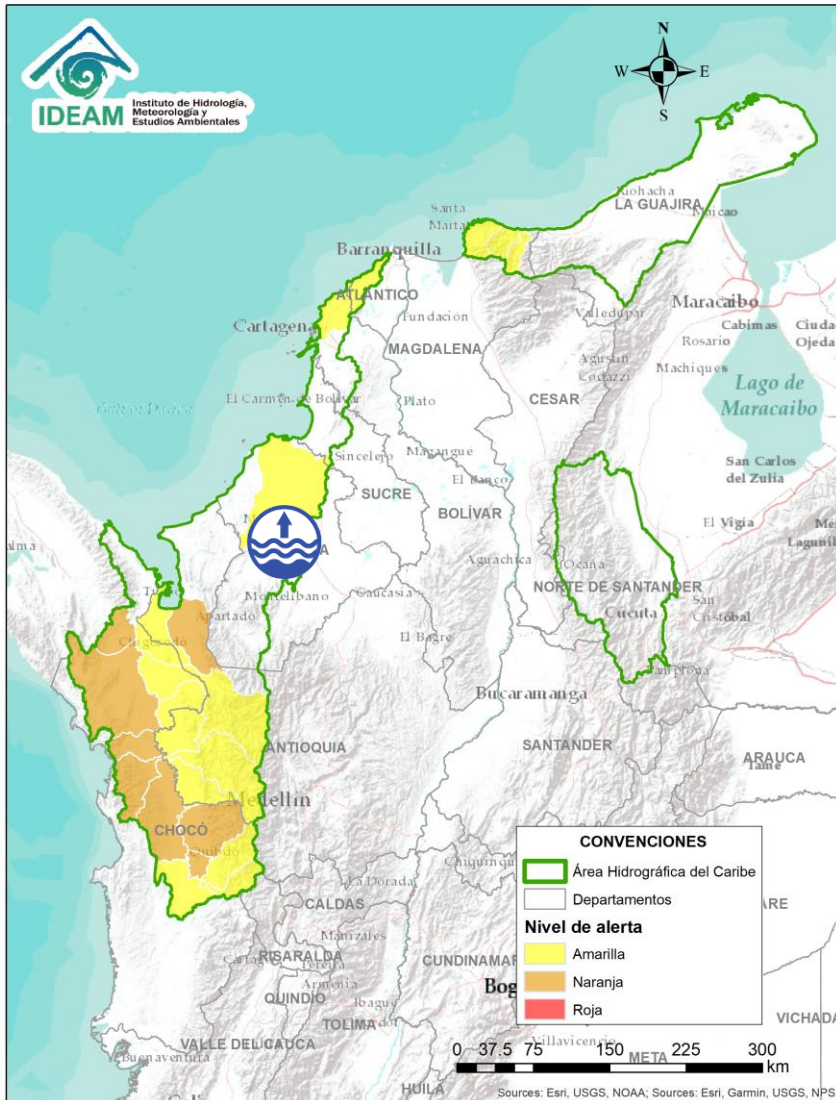 IDEAM
Instituto de Hidrología,
Meteorología y
Estudios Ambientales
N
W
E
S
Riohacha
LA GUAJIRA
Maicao
Santa
Marta
Barranquilla
ATLÁNTICO
Cartagena
Fundación
Valledupar
Maracaibo
Cabimas
Ciudad
Ojeda
Rosario
Machiques
MAGDALENA
Agustín
Codazzi
CESAR
Lago de
Maracaibo
El Carmen de Bolívar
Plato
Sincelejo
Magangué
SUCRE
El Banco
BOLÍVAR
San Carlos
del Zulia
El Vigía
Aguachica
Ocaña
NORTE DE SANTANDER
Cúcuta
San
Cristóbal
Pamplona
Montelíbano
Caucasia
Apartadó
Chigorodó
El Bagre
Bucaramanga
ANTIOQUIA
SANTANDER
ARAUCA
Tame
Medellín
CHOCÓ
Quibdó
La Dorada
CALDAS
Manizales
RISARALDA
Cartago
Pereira
Armenia
QUINDÍO
Ibagué
TOLIMA
Chiquinqu
CUNDINAMAR
Bog
VALLE DEL CAUCA
Buenaventura
HUILA
Villavicencio
META
VICHADA
CONVENCIONES
Área Hidrográfica del Caribe
Departamentos
Nivel de alerta
Amarilla
Naranja
Roja
0 37.5 75 150 225 300
km
Sources: Esri, USGS, NOAA; Sources: Esri, Garmin, USGS, NPS